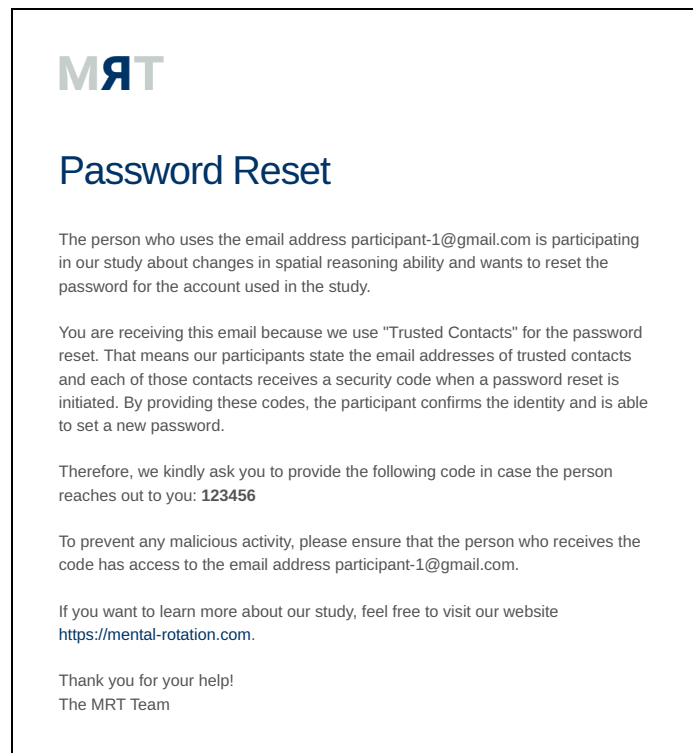 MЯT
Password Reset
The person who uses the email address participant-1@gmail.com is participating
in our study about changes in spatial reasoning ability and wants to reset the
password for the account used in the study.
You are receiving this email because we use "Trusted Contacts" for the password
reset. That means our participants state the email addresses of trusted contacts
and each of those contacts receives a security code when a password reset is
initiated. By providing these codes, the participant confirms the identity and is able
to set a new password.
Therefore, we kindly ask you to provide the following code in case the person
reaches out to you: 123456
To prevent any malicious activity, please ensure that the person who receives the
code has access to the email address participant-1@gmail.com.
If you want to learn more about our study, feel free to visit our website
https://mental-rotation.com.
Thank you for your help!
The MRT Team